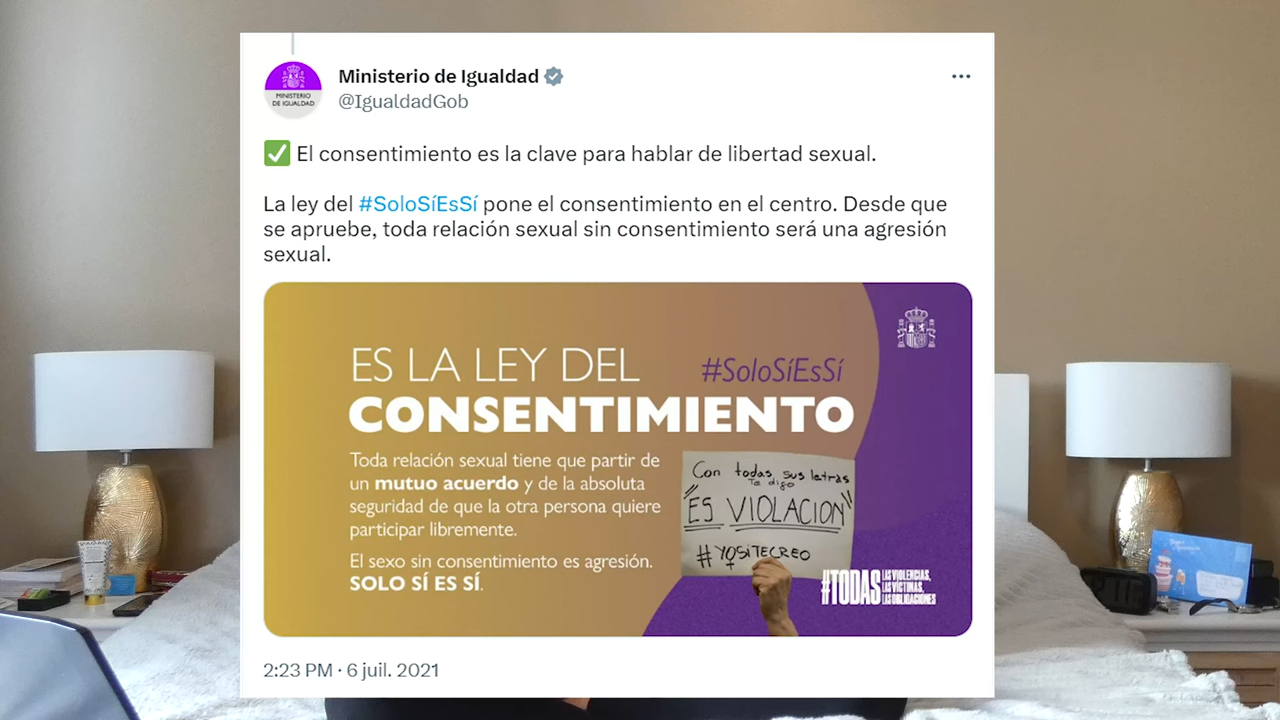 Ministerio de Igualdad
@IgualdadGob
MINISTERIO
DE IGUALDAD
✅ El consentimiento es la clave para hablar de libertad sexual.
La ley del #SoloSíEsSí pone el consentimiento en el centro. Desde que
se apruebe, toda relación sexual sin consentimiento será una agresión
sexual.
ES LA LEY DEL
#SoloSíEsSí
CONSENTIMIENTO
Toda relación sexual tiene que partir de
un mutuo acuerdo y de la absoluta
seguridad de que la otra persona quiere
participar libremente.
El sexo sin consentimiento es agresión.
SOLO SÍ ES SÍ.
Con todas sus letras
Te digo
"ES VIOLACION"
#YOSITECREO
#TODAS
LAS VIOLENCIAS,
LAS VÍCTIMAS,
LAS OBLIGACIONES
2:23 PM · 6 juil. 2021